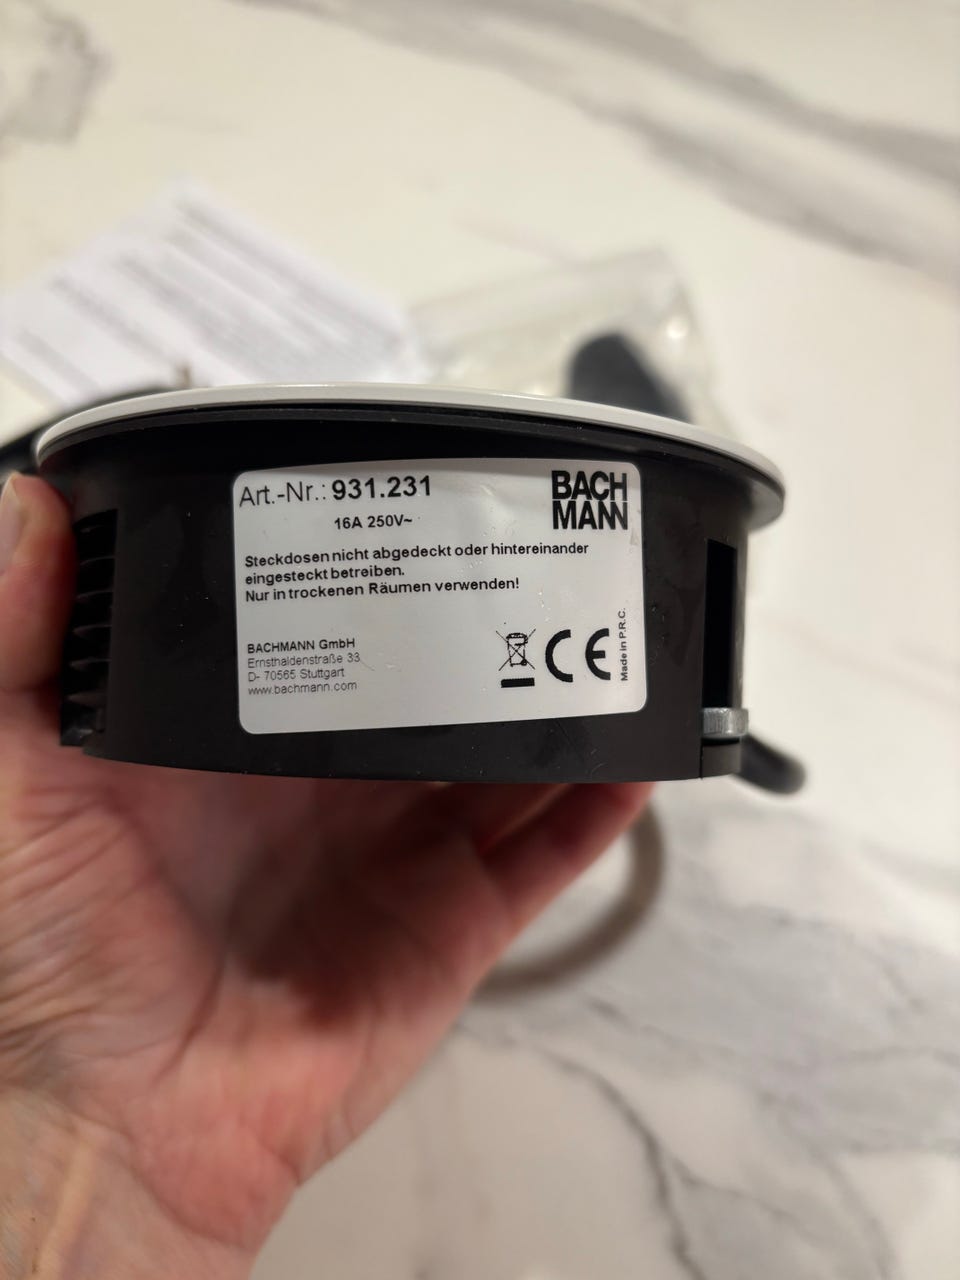 Art.-Nr.: 931.231
16A 250V~
BACH
MANN
Steckdosen nicht abgedeckt oder hintereinander
eingesteckt betreiben.
Nur in trockenen Räumen verwenden!
BACHMANN GmbH
Ernsthaldenstraße 33
D- 70565 Stuttgart
www.bachmann.com
CE
Made in P.R.C.